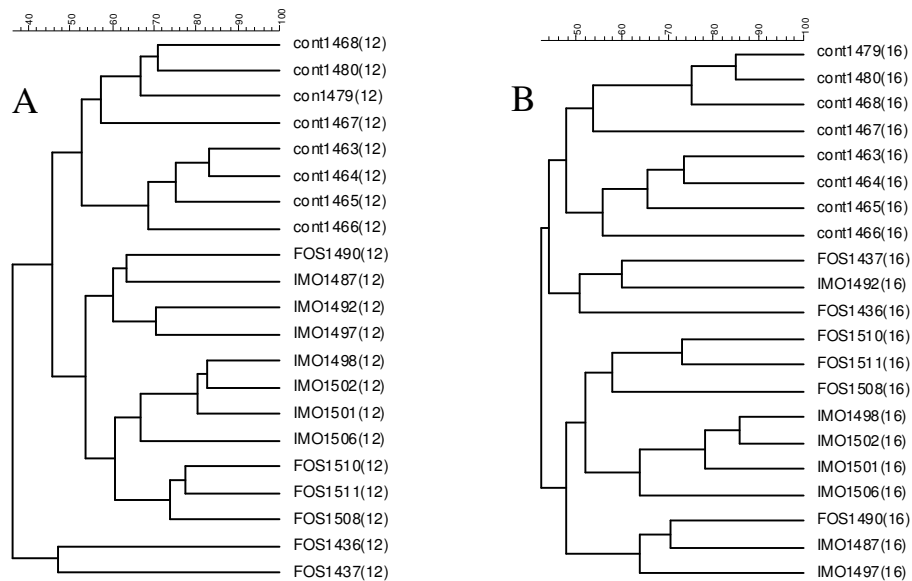 40 50 60 70 80 90 100
A
cont1468(12)
cont1480(12)
con1479(12)
cont1467(12)
cont1463(12)
cont1464(12)
cont1465(12)
cont1466(12)
FOS1490(12)
IMO1487(12)
IMO1492(12)
IMO1497(12)
IMO1498(12)
IMO1502(12)
IMO1501(12)
IMO1506(12)
FOS1510(12)
FOS1511(12)
FOS1508(12)
FOS1436(12)
FOS1437(12)
50 60 70 80 90 100
B
cont1479(16)
cont1480(16)
cont1468(16)
cont1467(16)
cont1463(16)
cont1464(16)
cont1465(16)
cont1466(16)
FOS1437(16)
IMO1492(16)
FOS1436(16)
FOS1510(16)
FOS1511(16)
FOS1508(16)
IMO1498(16)
IMO1502(16)
IMO1501(16)
IMO1506(16)
FOS1490(16)
IMO1487(16)
IMO1497(16)